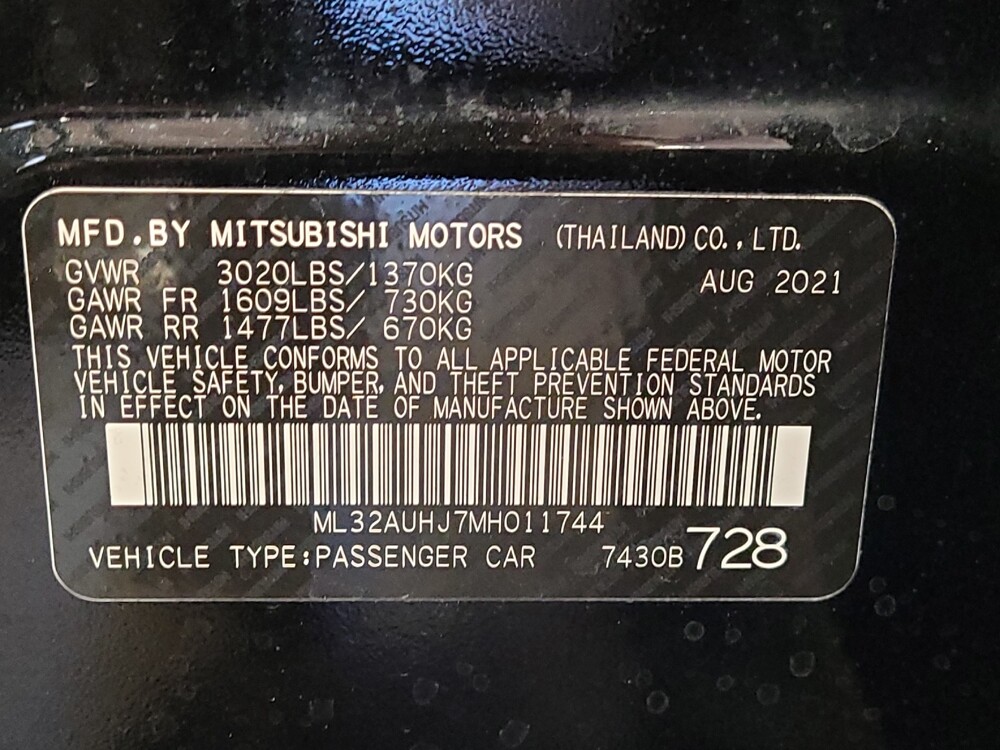 MFD.BY MITSUBISHI MOTORS (THAILAND) CO., LTD.
GVWR 3020LBS/1370KG AUG 2021
GAWR FR 1609LBS/ 730KG
GAWR RR 1477LBS/ 670KG
THIS VEHICLE CONFORMS TO ALL APPLICABLE FEDERAL MOTOR
VEHICLE SAFETY, BUMPER, AND THEFT PREVENTION STANDARDS
IN EFFECT ON THE DATE OF MANUFACTURE SHOWN ABOVE.
ML32AUHJ7MH011744
VEHICLE TYPE:PASSENGER CAR 7430B 728